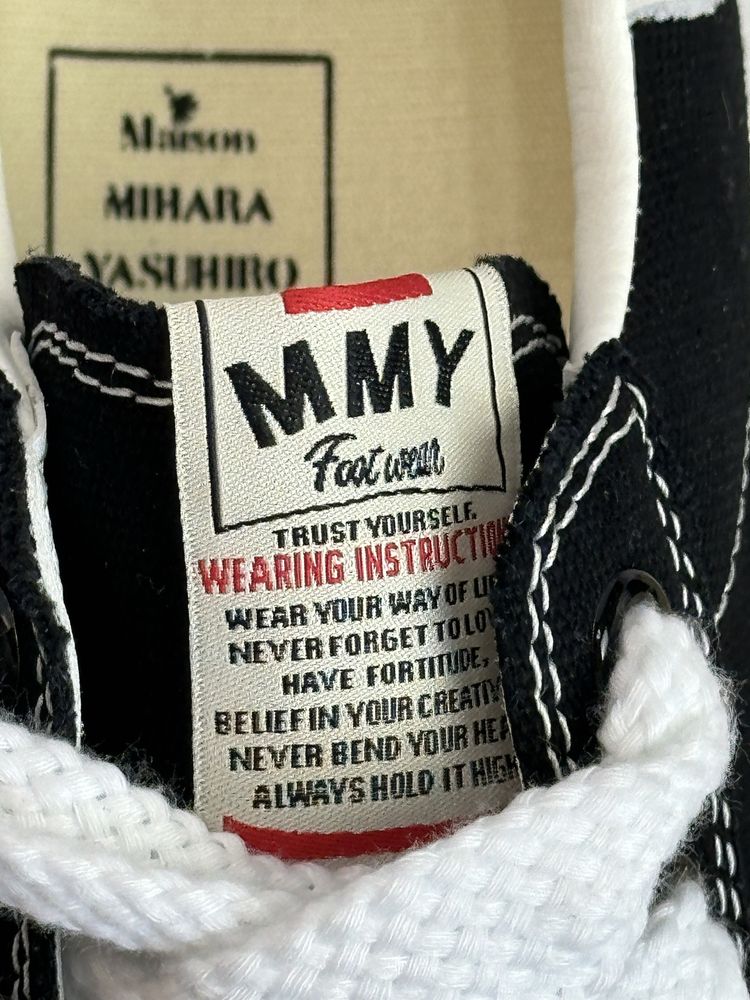 Maison
MIHARA
YASUHIRO
MMY
Footwear
TRUST YOURSELF.
WEARING INSTRUCTIO
WEAR YOUR WAY OF LI
NEVER FORGET TO LO
HAVE FORTITUDE,
BELIEF IN YOUR CREATIV
NEVER BEND YOUR HEA
ALWAYS HOLD IT HIGH